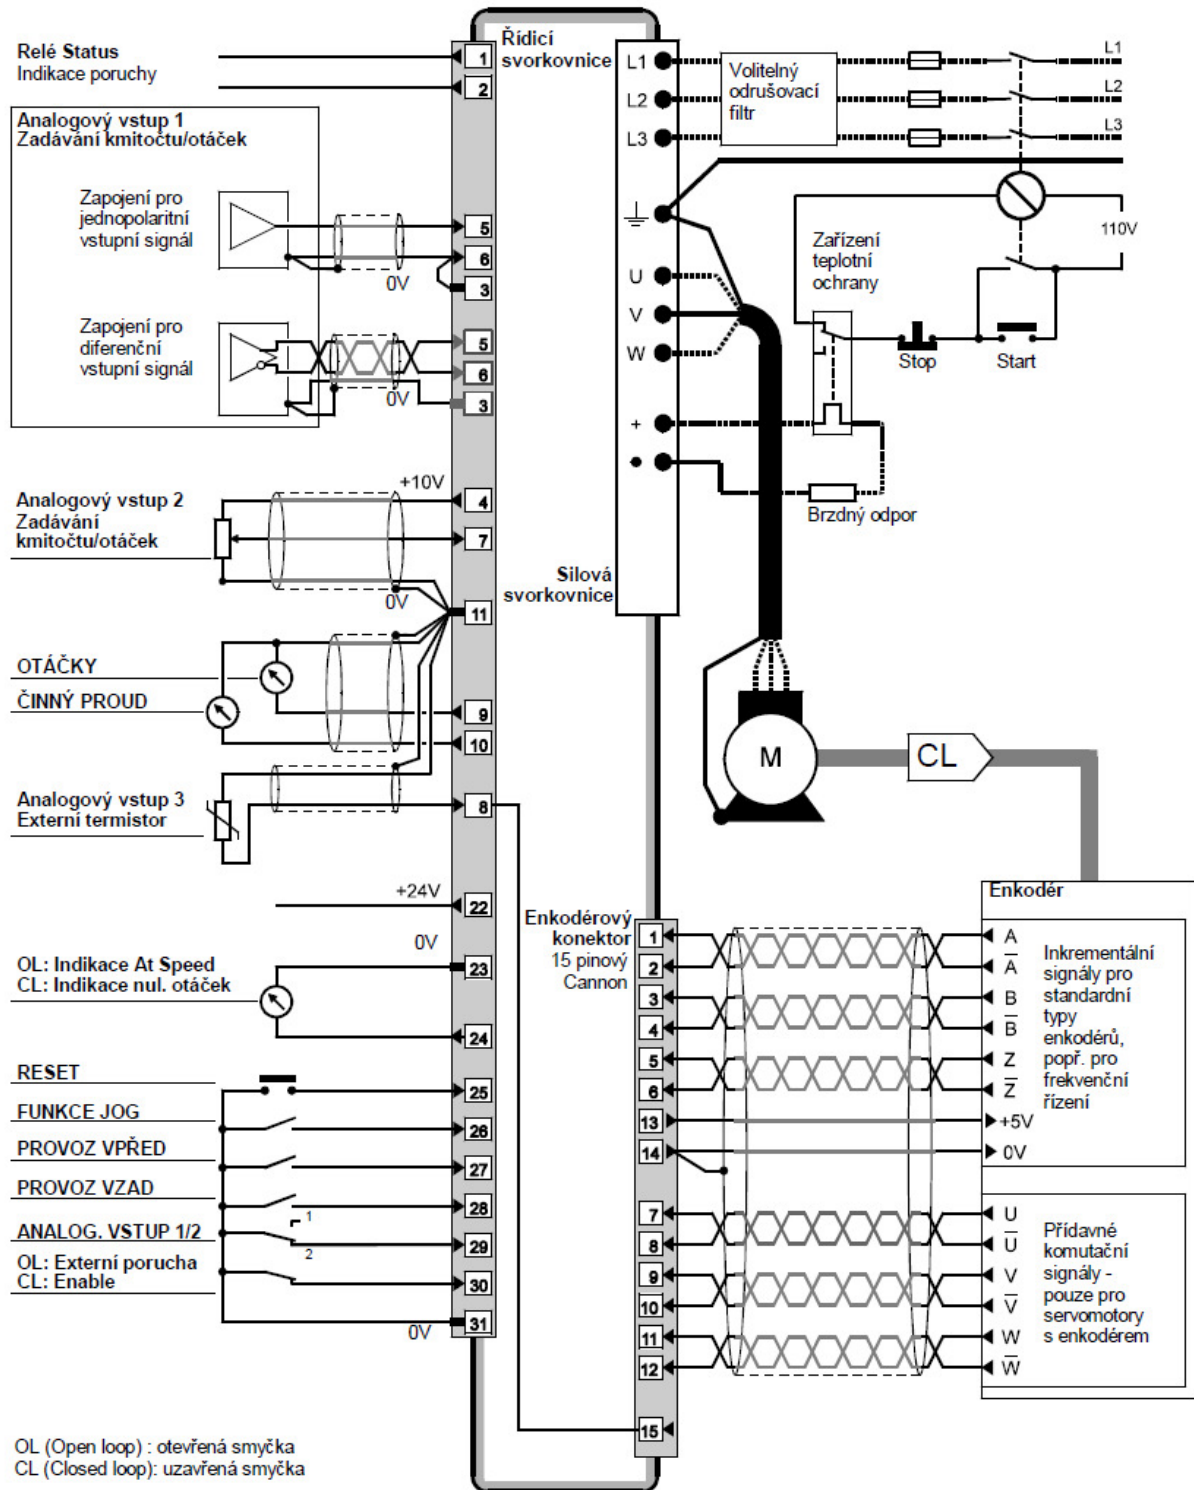 Řídicí
svorkovnice
Relé Status
Indikace poruchy
1
2
Analogový vstup 1
Zadávání kmitočtu/otáček
Zapojení pro
jednopolaritní
vstupní signál
5
6
3
0V
Zapojení pro
diferenční
vstupní signál
5
6
3
0V
Analogový vstup 2
Zadávání
kmitočtu/otáček
+10V
4
7
0V
11
OTÁČKY
ČINNÝ PROUD
9
10
Analogový vstup 3
Externí termistor
8
+24V
22
0V
OL: Indikace At Speed
CL: Indikace nul. otáček
23
24
RESET
25
FUNKCE JOG
26
PROVOZ VPŘED
27
PROVOZ VZAD
28
ANALOG. VSTUP 1/2
1
2
29
OL: Externí porucha
CL: Enable
30
0V
31
OL (Open loop) : otevřená smyčka
CL (Closed loop): uzavřená smyčka
L1
L2
L3
Volitelný
odrušovací
filtr
L1
L2
L3
110V
Zařízení
teplotní
ochrany
Stop
Start
U
V
W
+
Brzdný odpor
Silová
svorkovnice
M
CL
Enkodérový
konektor
15 pinový
Cannon
1
2
3
4
5
6
13
14
7
8
9
10
11
12
15
Enkodér
A
A̅
B
B̅
Z
Z̅
+5V
0V
Inkrementální
signály pro
standardní
typy
enkodérů,
popř. pro
frekvenční
řízení
U
U̅
V
V̅
W
W̅
Přídavné
komutační
signály -
pouze pro
servomotory
s enkodérem